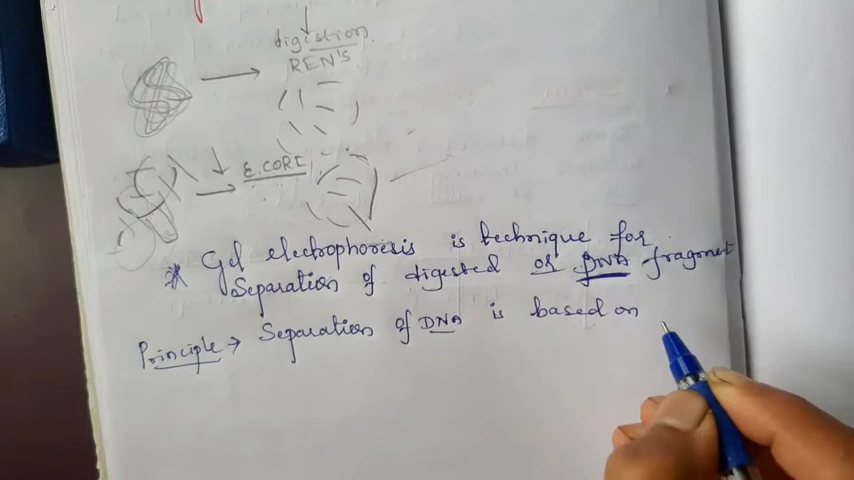 digestion.
REN'S
E.CORI
* Gel electrophoresis is technique for
Separation of digested or DNA fragment
Principle → Separation of DNA is based on